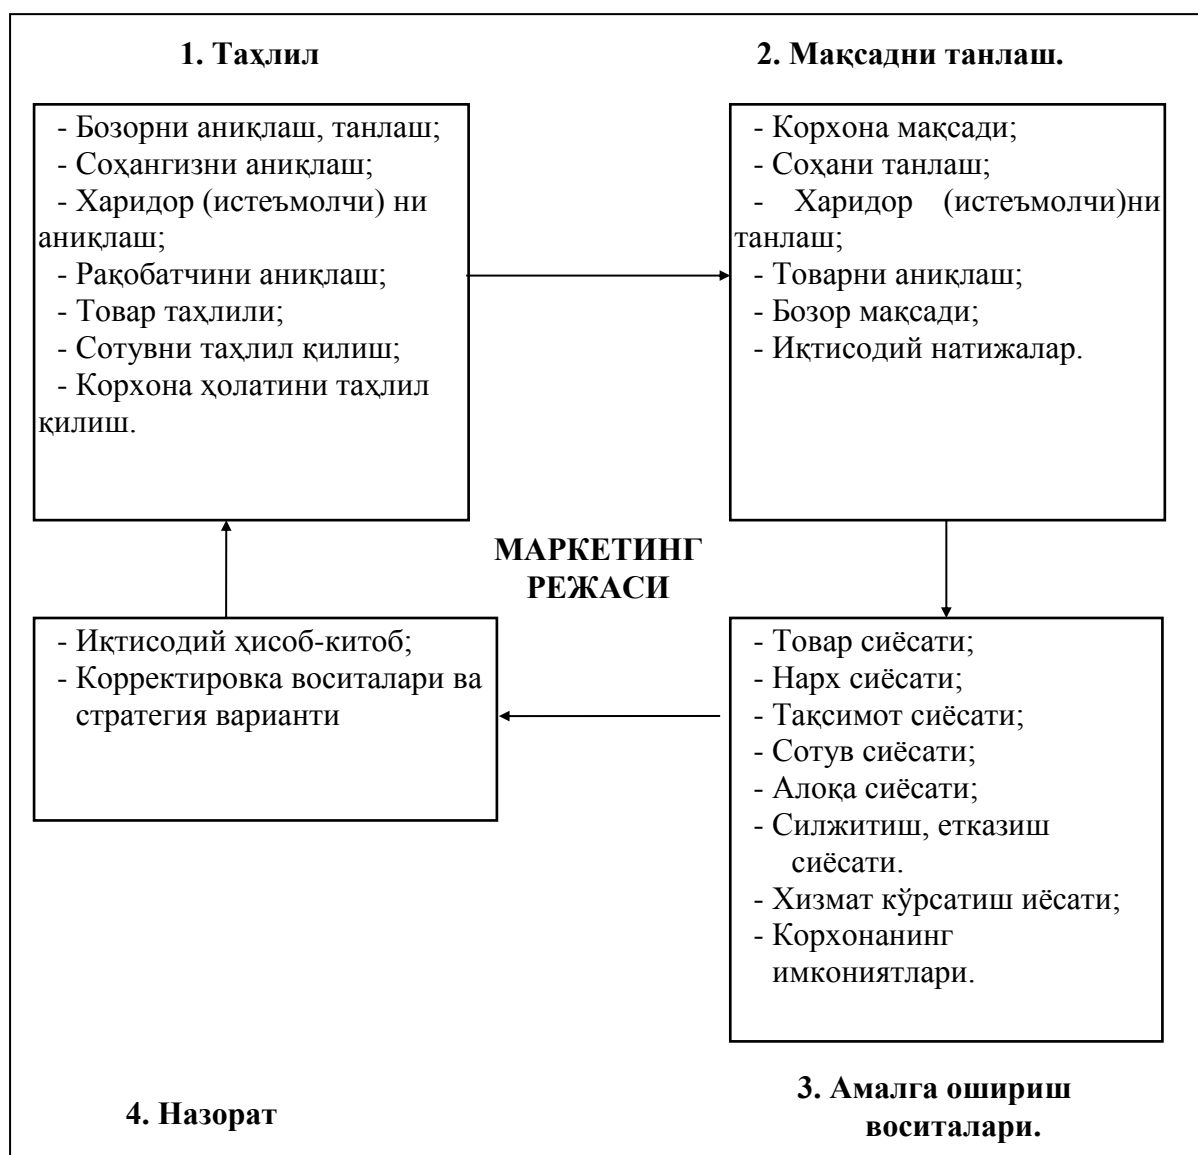 1. Таҳлил
- Бозорни аниқлаш, танлаш;
- Соҳангизни аниқлаш;
- Харидор (истеъмолчи) ни
аниқлаш;
- Рақобатчини аниқлаш;
- Товар таҳлили;
- Сотувни таҳлил қилиш;
- Корхона ҳолатини таҳлил
қилиш.
2. Мақсадни танлаш.
- Корхона мақсади;
- Соҳани танлаш;
- Харидор (истеъмолчи)ни
танлаш;
- Товарни аниқлаш;
- Бозор мақсади;
- Иқтисодий натижалар.
МАРКЕТИНГ
РЕЖАСИ
- Товар сиёсати;
- Нарх сиёсати;
- Тақсимот сиёсати;
- Сотув сиёсати;
- Алоқа сиёсати;
- Силжитиш, етказиш
сиёсати.
- Хизмат кўрсатиш иёсати;
- Корхонанинг
имкониятлари.
3. Амалга ошириш
воситалари.
- Иқтисодий ҳисоб-китоб;
- Корректировка воситалари ва
стратегия варианти
4. Назорат